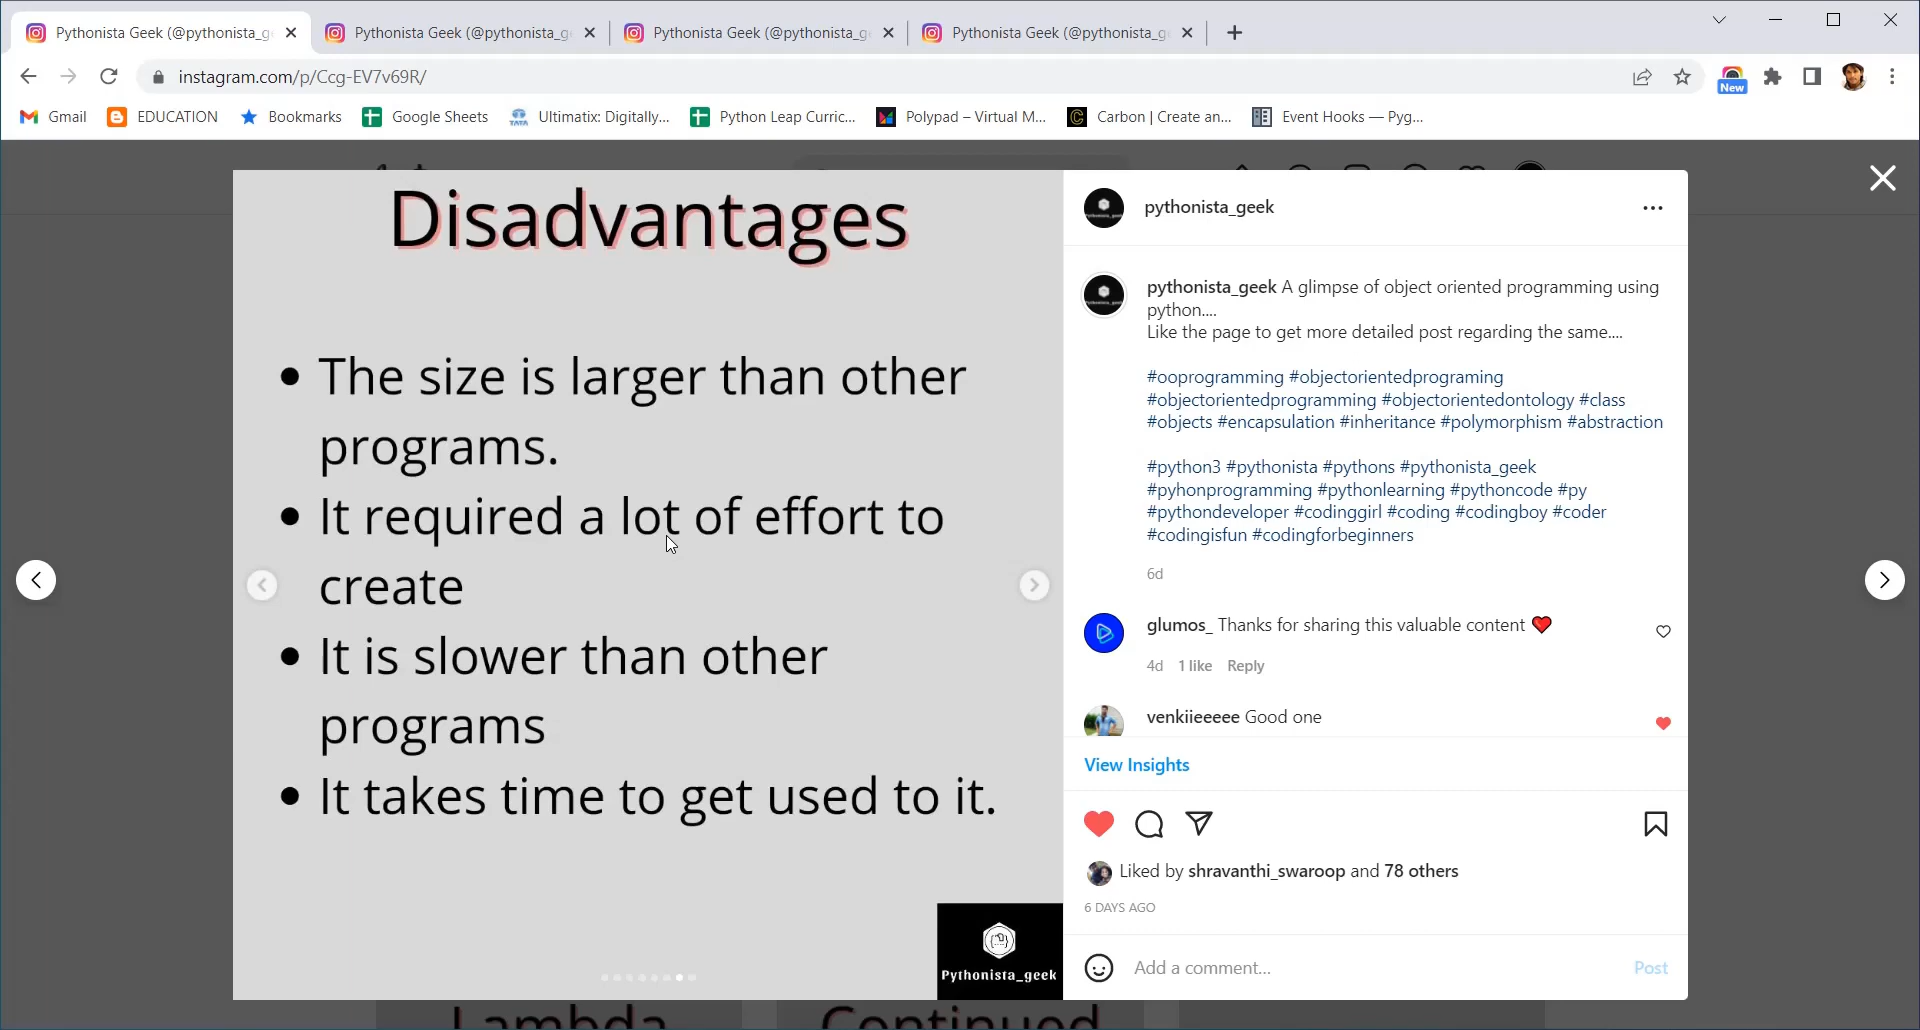 Pythonista Geek (@pythonista_g
Pythonista Geek (@pythonista_g
Pythonista Geek (@pythonista_g
Pythonista Geek (@pythonista_g
instagram.com/p/Ccg-EV7v69R/
New
Gmail
EDUCATION
Bookmarks
Google Sheets
TATA
Ultimatix: Digitally...
Python Leap Curric...
Polypad – Virtual M...
Carbon | Create an...
Event Hooks — Pyg...
Disadvantages
• The size is larger than other
programs.
• It required a lot of effort to
create
• It is slower than other
programs
• It takes time to get used to it.
Pythonista_geek
pythonista_geek
pythonista_geek A glimpse of object oriented programming using
python....
Like the page to get more detailed post regarding the same....
#ooprogramming #objectorientedprograming
#objectorientedprogramming #objectorientedontology #class
#objects #encapsulation #inheritance #polymorphism #abstraction
#python3 #pythonista #pythons #pythonista_geek
#pyhonprogramming #pythonlearning #pythoncode #py
#pythondeveloper #codinggirl #coding #codingboy #coder
#codingisfun #codingforbeginners
6d
glumos_ Thanks for sharing this valuable content ❤
4d 1 like Reply
venkiieeeee Good one
View Insights
Liked by shravanthi_swaroop and 78 others
6 DAYS AGO
Add a comment...
Post
Lambda
Continued